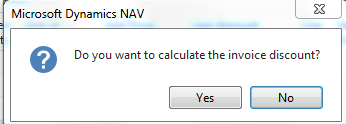 Microsoft Dynamics NAV
Do you want to calculate the invoice discount?
Yes No